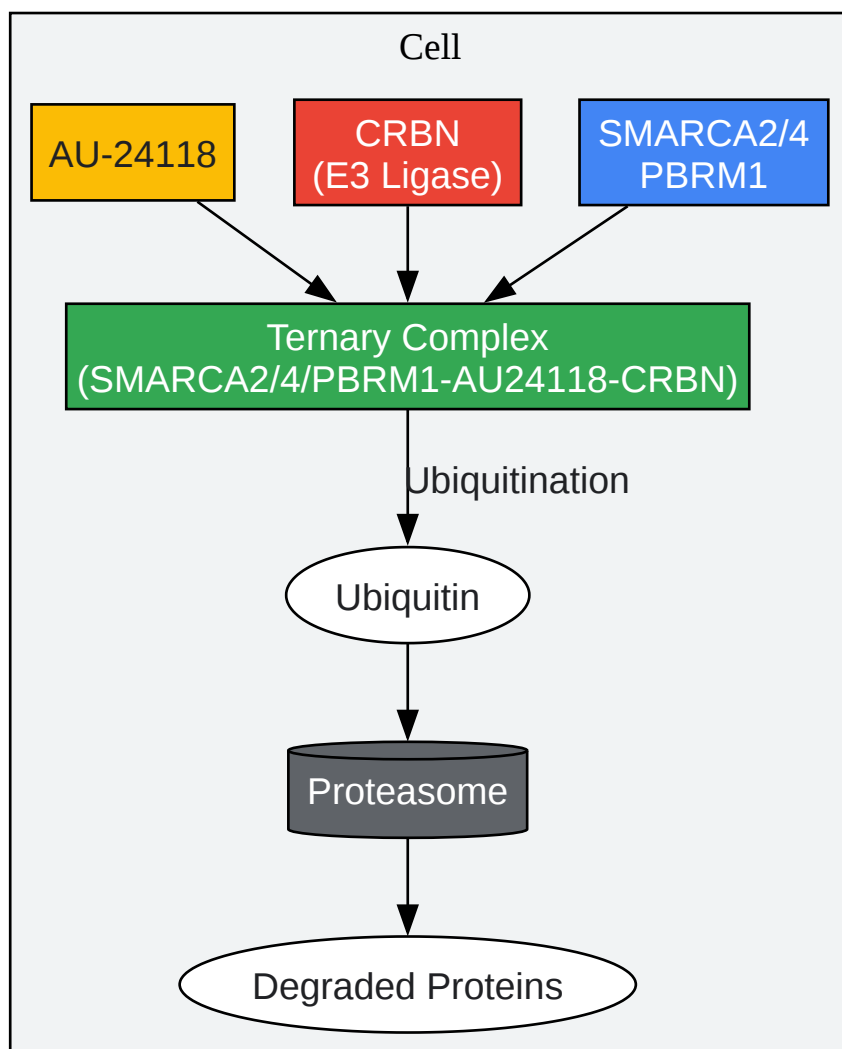 Cell
AU-24118
CRBN
(E3 Ligase)
SMARCA2/4
PBRM1
Ternary Complex
(SMARCA2/4/PBRM1-AU24118-CRBN)
Ubiquitination
Ubiquitin
Proteasome
Degraded Proteins